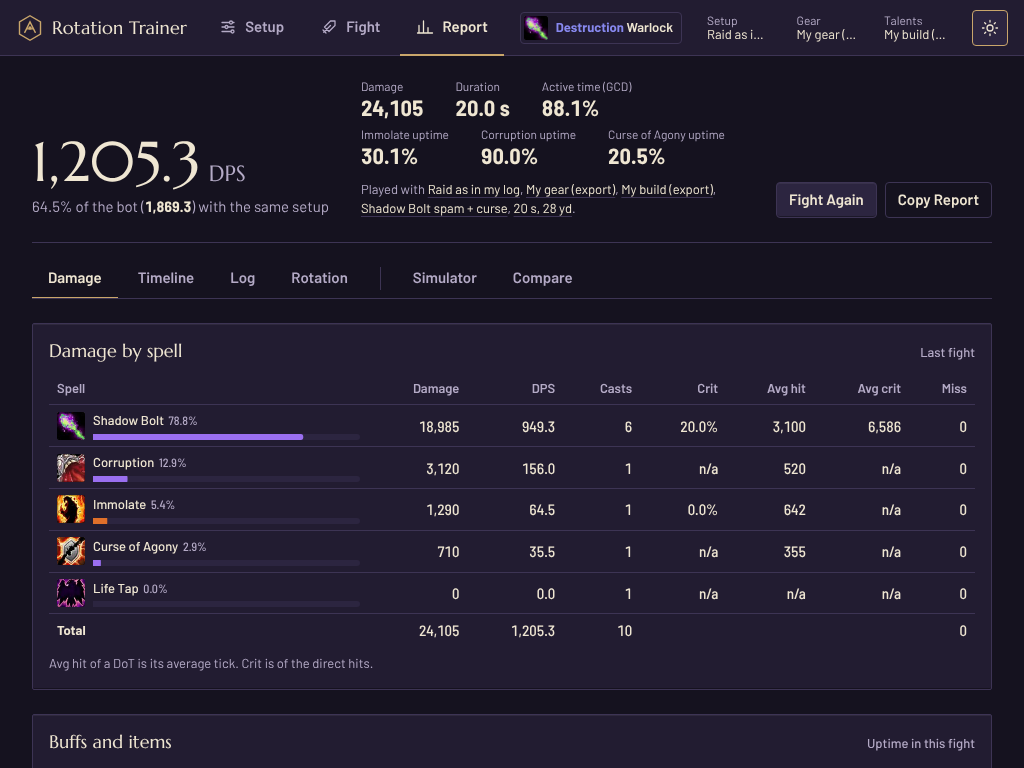 Rotation Trainer
Setup
Fight
Report
Destruction Warlock
Setup
Raid as i...
Gear
My gear (...
Talents
My build (...
1,205.3 DPS
64.5% of the bot (1,869.3) with the same setup
Damage
24,105
Duration
20.0 s
Active time (GCD)
88.1%
Immolate uptime
30.1%
Corruption uptime
90.0%
Curse of Agony uptime
20.5%
Played with Raid as in my log, My gear (export), My build (export),
Shadow Bolt spam + curse, 20 s, 28 yd.
Fight Again
Copy Report
Damage
Timeline
Log
Rotation
Simulator
Compare
Damage by spell
Last fight
Spell Damage DPS Casts Crit Avg hit Avg crit Miss
Shadow Bolt 78.8% 18,985 949.3 6 20.0% 3,100 6,586 0
Corruption 12.9% 3,120 156.0 1 n/a 520 n/a 0
Immolate 5.4% 1,290 64.5 1 0.0% 642 n/a 0
Curse of Agony 2.9% 710 35.5 1 n/a 355 n/a 0
Life Tap 0.0% 0 0.0 1 n/a n/a n/a 0
Total 24,105 1,205.3 10 0
Avg hit of a DoT is its average tick. Crit is of the direct hits.
Buffs and items
Uptime in this fight